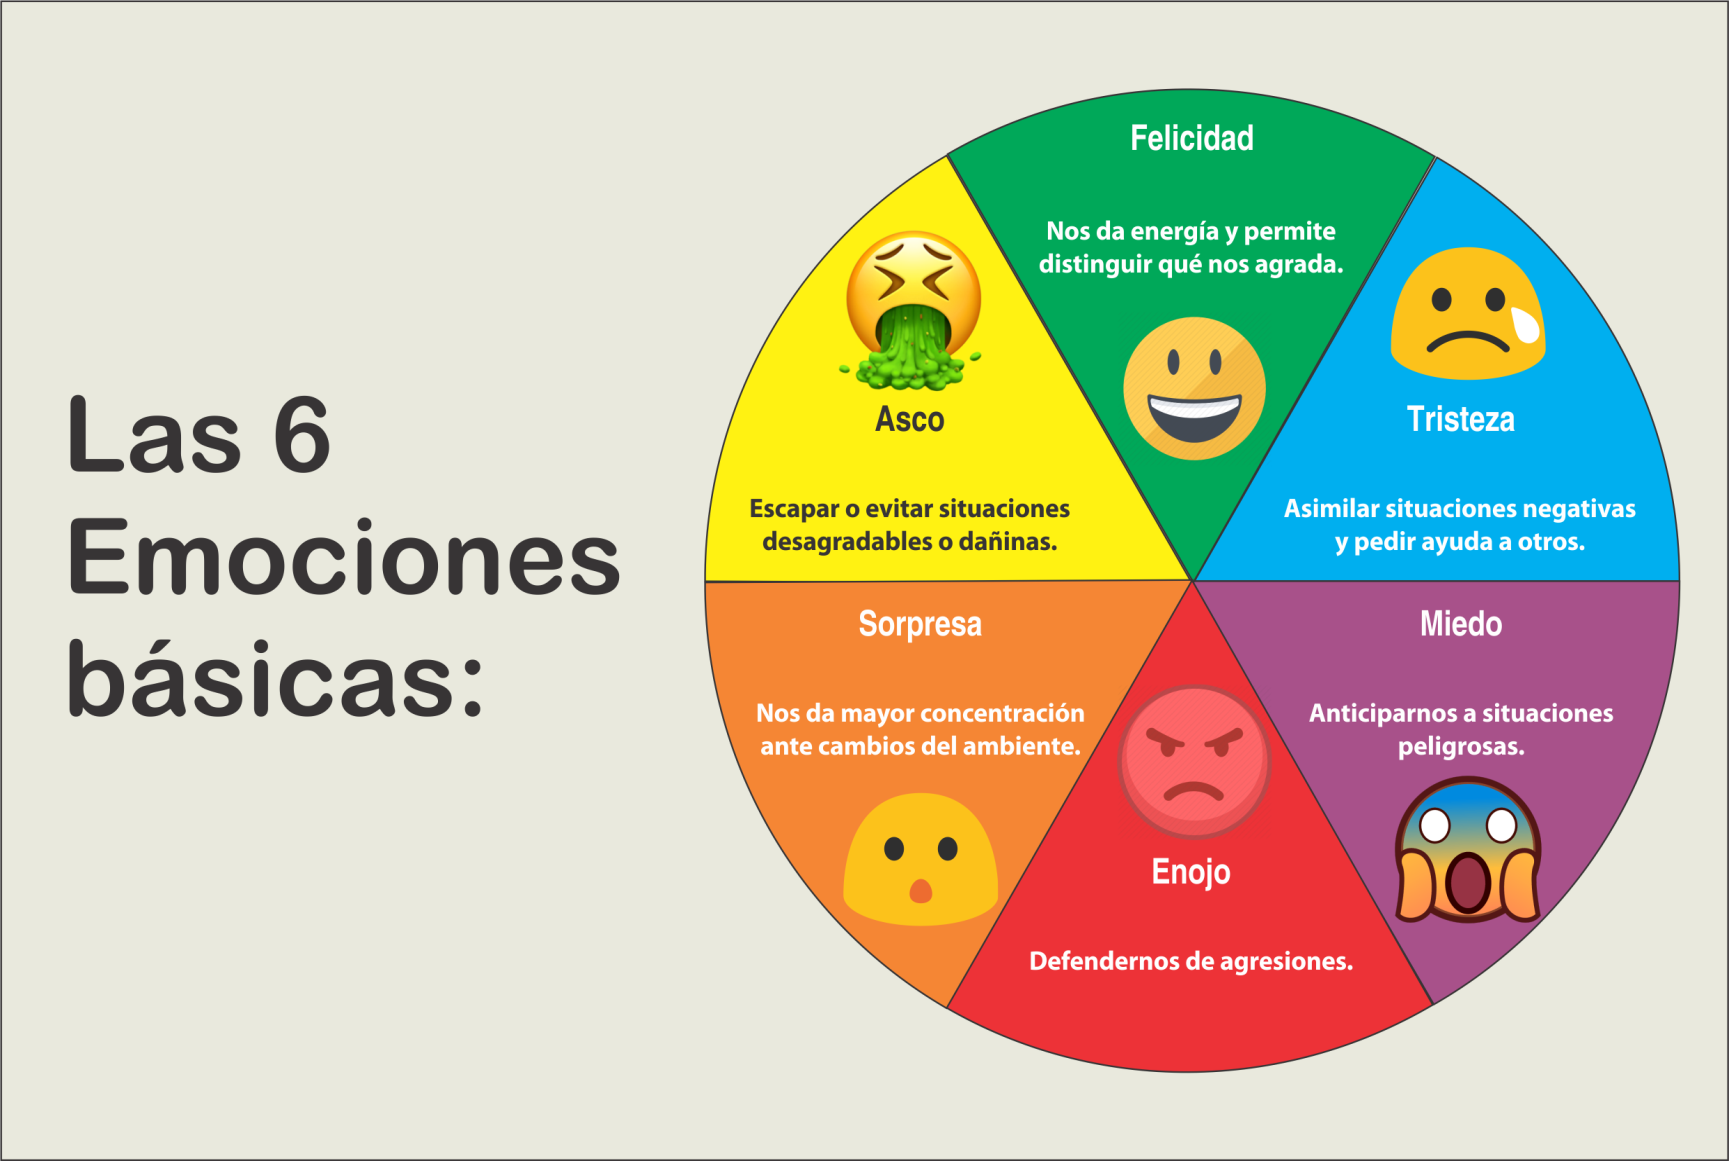 Las 6
Emociones
básicas:
Felicidad
Nos da energía y permite
distinguir qué nos agrada.
Tristeza
Asimilar situaciones negativas
y pedir ayuda a otros.
Miedo
Anticiparnos a situaciones
peligrosas.
Enojo
Defendernos de agresiones.
Sorpresa
Nos da mayor concentración
ante cambios del ambiente.
Asco
Escapar o evitar situaciones
desagradables o dañinas.